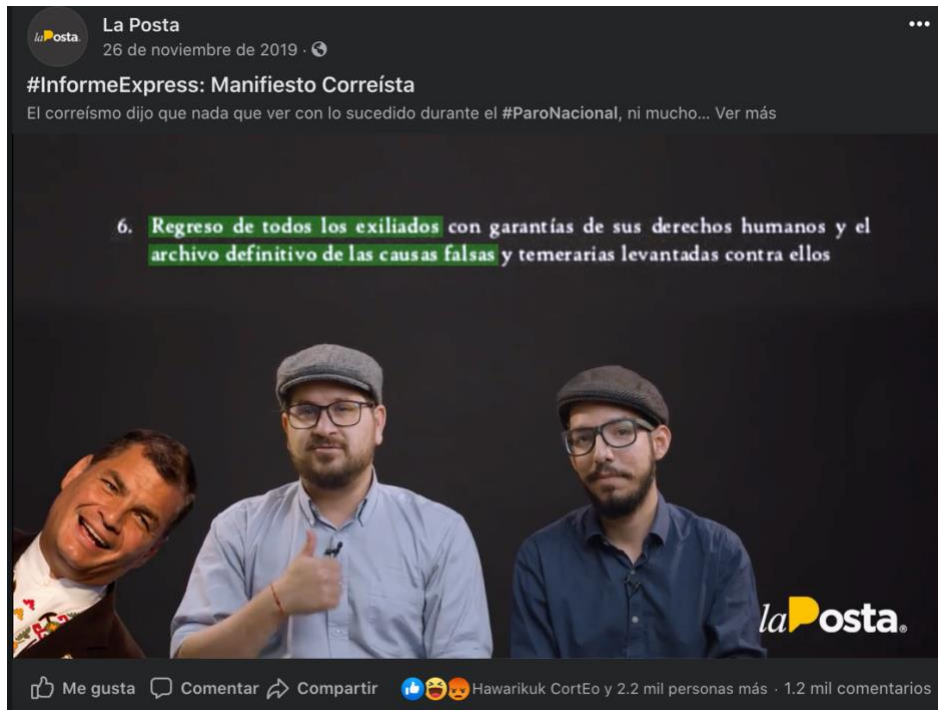 laPosta.
La Posta
26 de noviembre de 2019 ·
#InformeExpress: Manifiesto Correísta
El correísmo dijo que nada que ver con lo sucedido durante el #ParoNacional, ni mucho... Ver más
6. Regreso de todos los exiliados con garantías de sus derechos humanos y el
archivo definitivo de las causas falsas y temerarias levantadas contra ellos
laPosta®
Me gusta Comentar Compartir Hawarikuk CortEo y 2.2 mil personas más · 1.2 mil comentarios